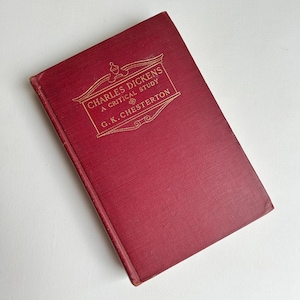 CHARLES DICKENS
A CRITICAL STUDY
G. K. CHESTERTON